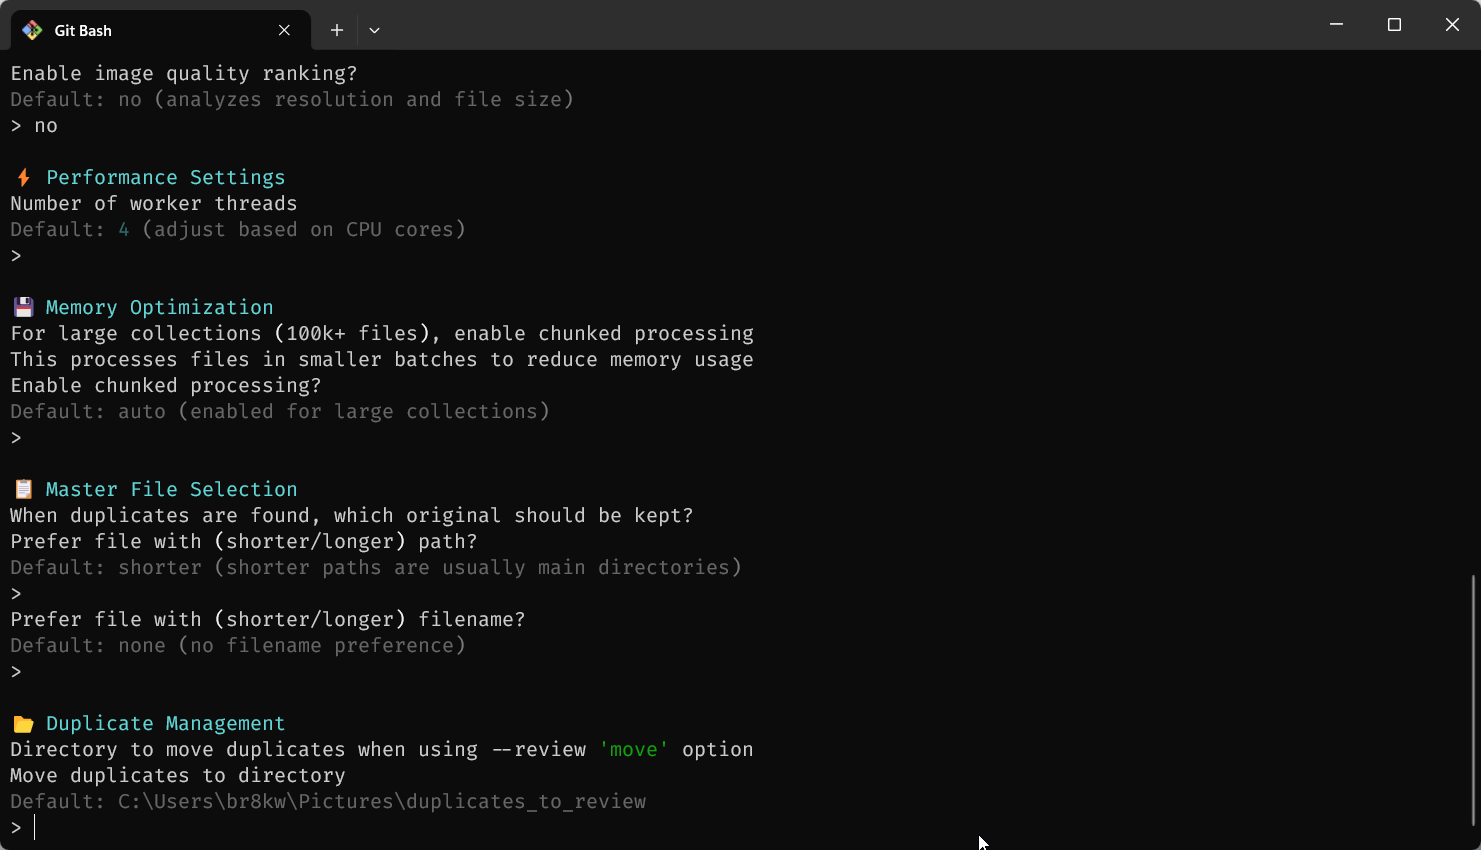 Git Bash
Enable image quality ranking?
Default: no (analyzes resolution and file size)
> no
⚡ Performance Settings
Number of worker threads
Default: 4 (adjust based on CPU cores)
>
💾 Memory Optimization
For large collections (100k+ files), enable chunked processing
This processes files in smaller batches to reduce memory usage
Enable chunked processing?
Default: auto (enabled for large collections)
>
📋 Master File Selection
When duplicates are found, which original should be kept?
Prefer file with (shorter/longer) path?
Default: shorter (shorter paths are usually main directories)
>
Prefer file with (shorter/longer) filename?
Default: none (no filename preference)
>
📂 Duplicate Management
Directory to move duplicates when using --review 'move' option
Move duplicates to directory
Default: C:\Users\br8kw\Pictures\duplicates_to_review
>